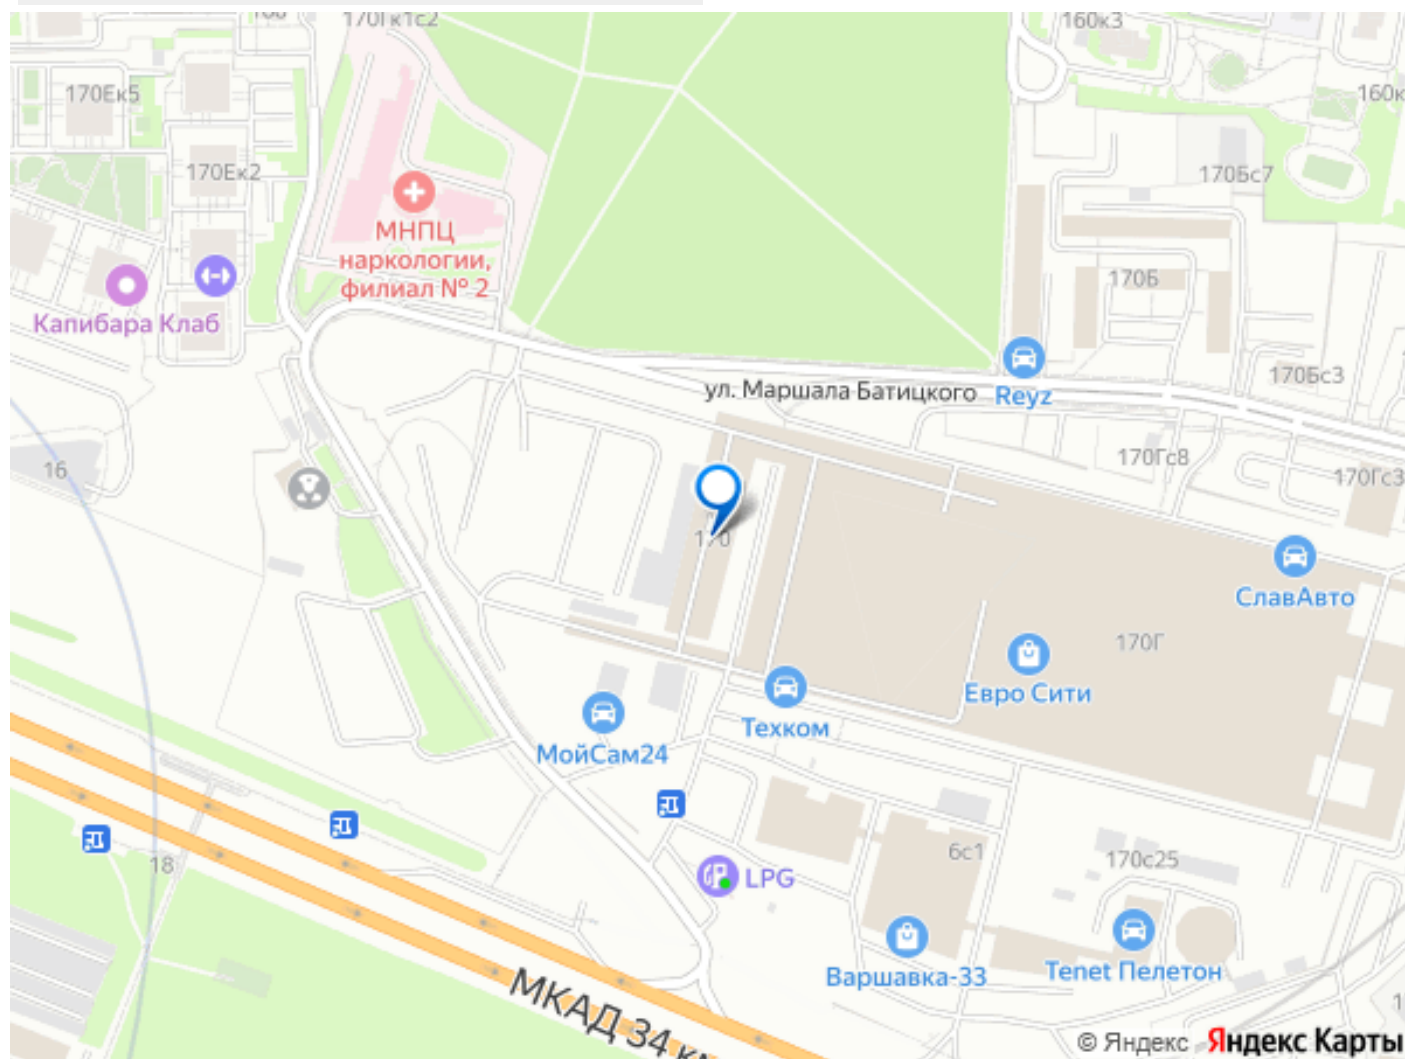 170Гк1с2
160к3
170Ек5
170Ек2
170Бс7
МНПЦ
наркологии,
филиал № 2
170Б
Капибара Клаб
ул. Маршала Батицкого
Reyz
170Бс3
16
170Гс8
170Гс3
170
СлавАвто
170Г
Евро Сити
Техком
МойСам24
18
6с1
170с25
LPG
Варшавка-33
Tenet Пелетон
МКАД 34 км
© Яндекс Яндекс Карты